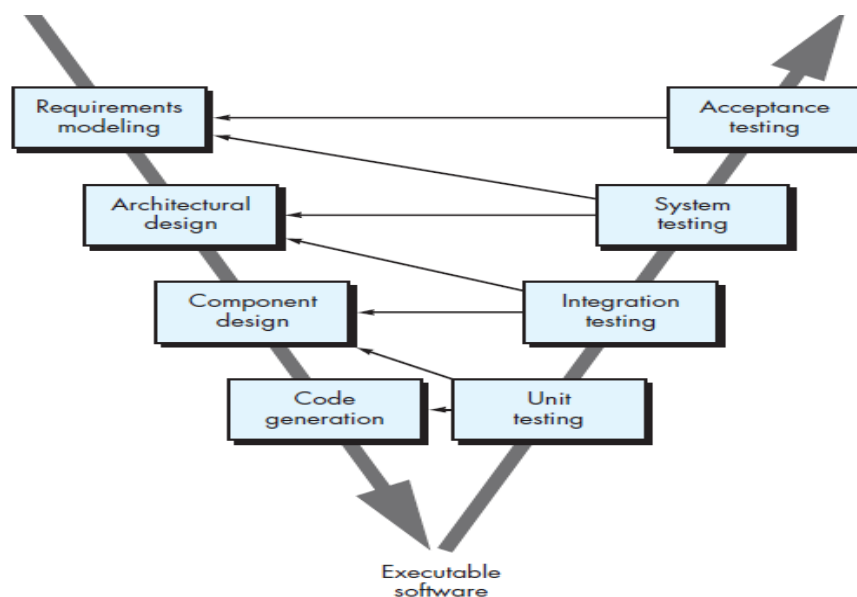 Requirements
modeling
Acceptance
testing
Architectural
design
System
testing
Component
design
Integration
testing
Code
generation
Unit
testing
Executable
software